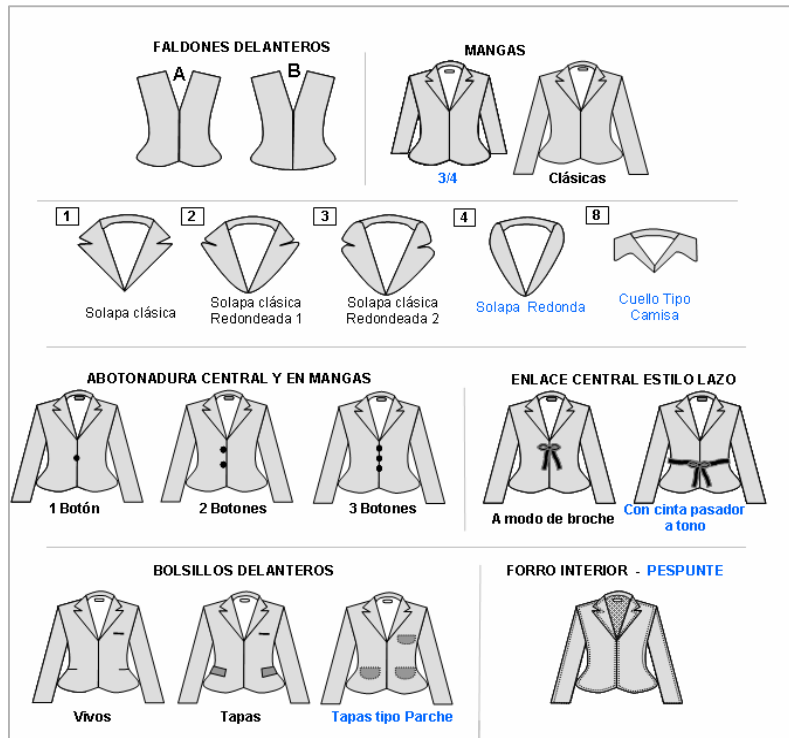 FALDONES DELANTEROS
A
B
MANGAS
3/4
Clásicas
1
2
3
4
8
Solapa clásica
Solapa clásica
Redondeada 1
Solapa clásica
Redondeada 2
Solapa Redonda
Cuello Tipo
Camisa
ABOTONADURA CENTRAL Y EN MANGAS
1 Botón
2 Botones
3 Botones
ENLACE CENTRAL ESTILO LAZO
A modo de broche
Con cinta pasador
a tono
BOLSILLOS DELANTEROS
Vivos
Tapas
Tapas tipo Parche
FORRO INTERIOR - PESPUNTE